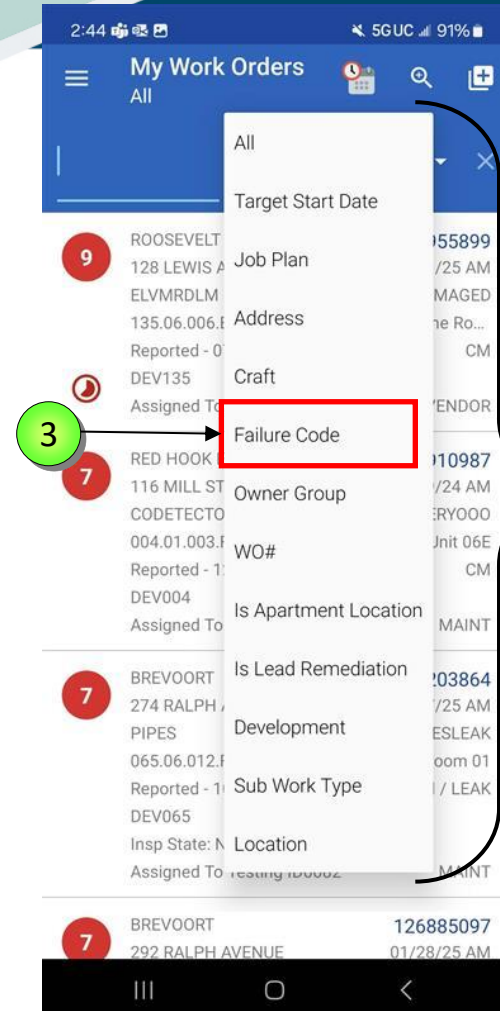 2:44 5GUC 91%
My Work Orders
All
All
Target Start Date
Job Plan
Address
Craft
Failure Code
Owner Group
WO#
Is Apartment Location
Is Lead Remediation
Development
Sub Work Type
Location
3
9
ROOSEVELT 955899
128 LEWIS A /25 AM
ELVMRDLM MAGED
135.06.006. ne Ro...
Reported - 0 CM
DEV135
Assigned To VENDOR
7
RED HOOK 910987
116 MILL ST /24 AM
CODETECTO ERYOOO
004.01.003. Unit 06E
Reported - 1 CM
DEV004
Assigned To MAINT
7
BREVOORT 203864
274 RALPH /25 AM
PIPES ESLEAK
065.06.012. oom 01
Reported - 1 / LEAK
DEV065
Insp State: N
Assigned To MAINT
7
BREVOORT 126885097
292 RALPH AVENUE 01/28/25 AM